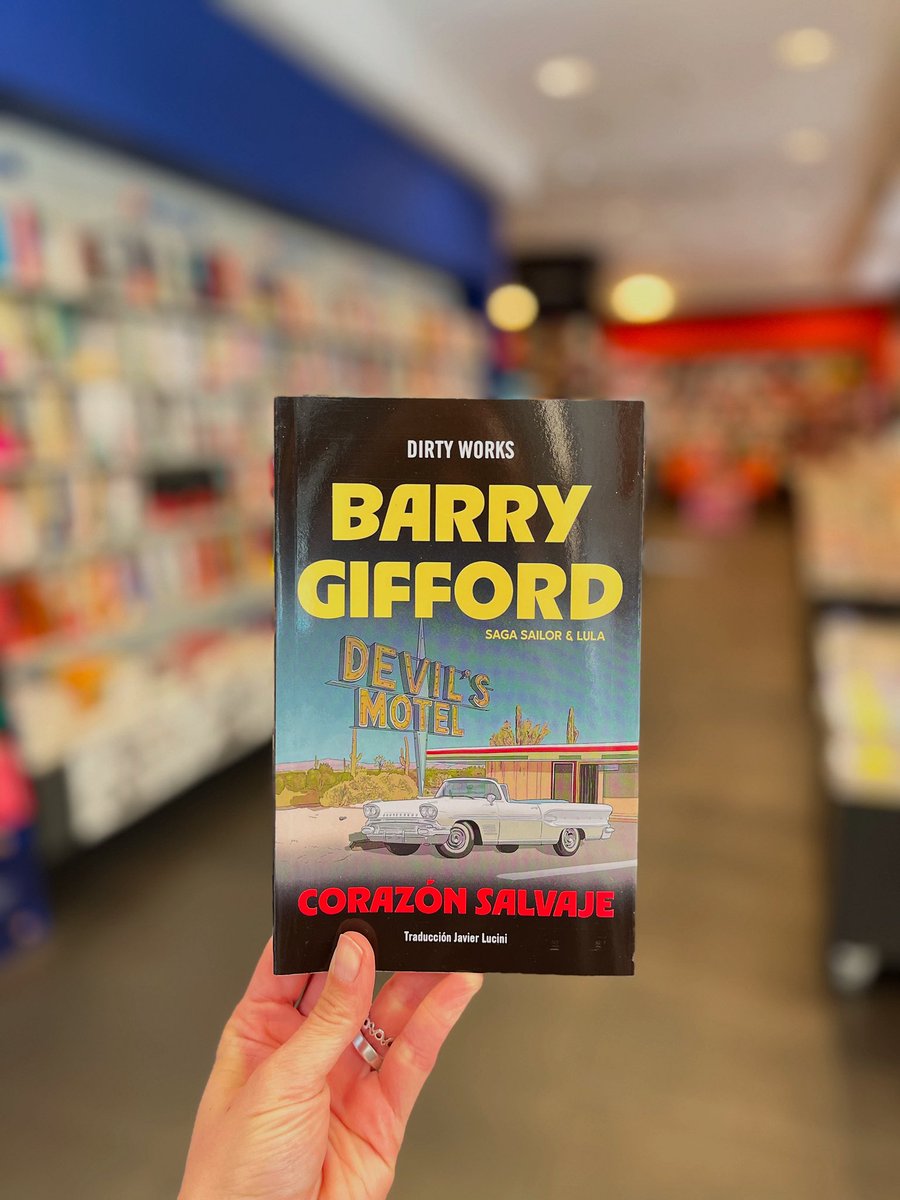 DIRTY WORKS
BARRY
GIFFORD
SAGA SAILOR & LULA
DEVIL'S
MOTEL
CORAZÓN SALVAJE
Traducción Javier Lucini